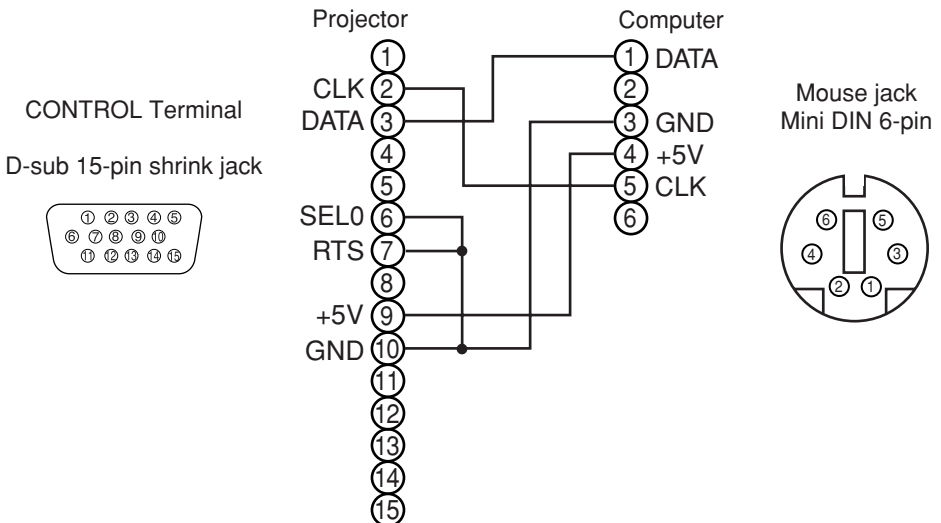 Projector
Computer
CONTROL Terminal
D-sub 15-pin shrink jack
1 2 3 4 5
6 7 8 9 10
11 12 13 14 15
1
CLK 2
DATA 3
4
5
SEL0 6
RTS 7
8
+5V 9
GND 10
11
12
13
14
15
1 DATA
2
3 GND
4 +5V
5 CLK
6
Mouse jack
Mini DIN 6-pin
6 5
4 3
2 1